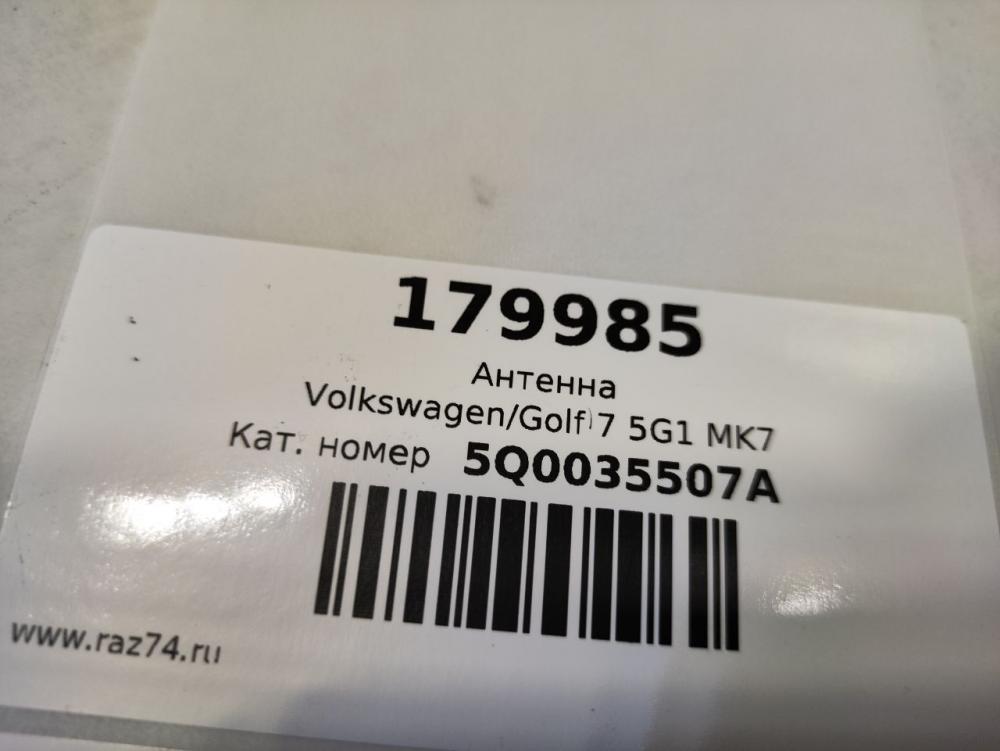 179985
Антенна
Volkswagen/Golf 7 5G1 MK7
Кат. номер 5Q0035507A
www.raz74.ru